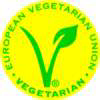 • EUROPEAN VEGETARIAN UNION •
V®
VEGETARIAN